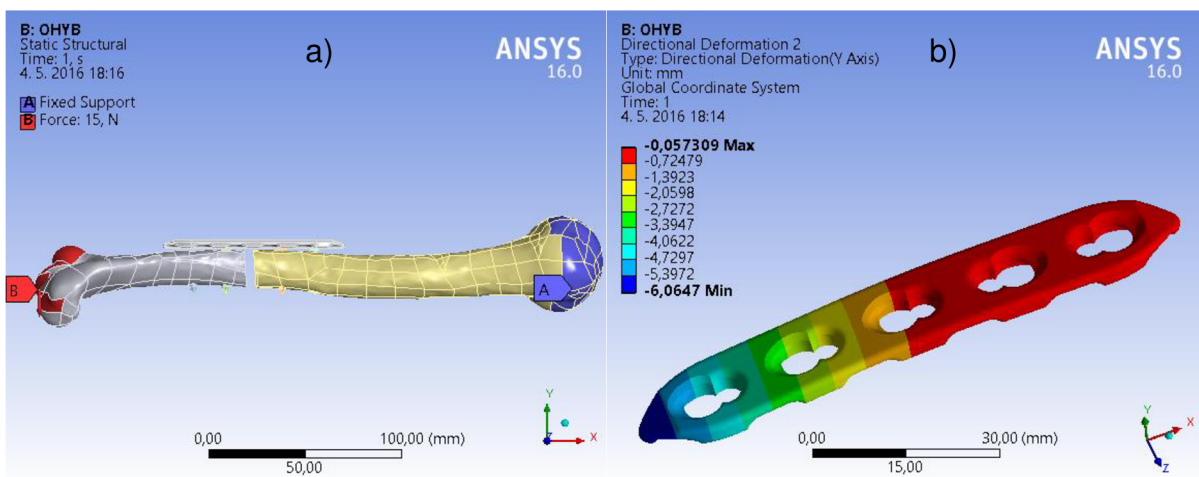 B: OHYB
Static Structural
Time: 1, s
4. 5. 2016 18:16
A Fixed Support
B Force: 15, N
a)
ANSYS
16.0
B
A
Y
X
Z
0,00
100,00 (mm)
50,00
B: OHYB
Directional Deformation 2
Type: Directional Deformation(Y Axis)
Unit: mm
Global Coordinate System
Time: 1
4. 5. 2016 18:14
b)
ANSYS
16.0
-0,057309 Max
-0,72479
-1,3923
-2,0598
-2,7272
-3,3947
-4,0622
-4,7297
-5,3972
-6,0647 Min
0,00
30,00 (mm)
15,00
Y
X
Z